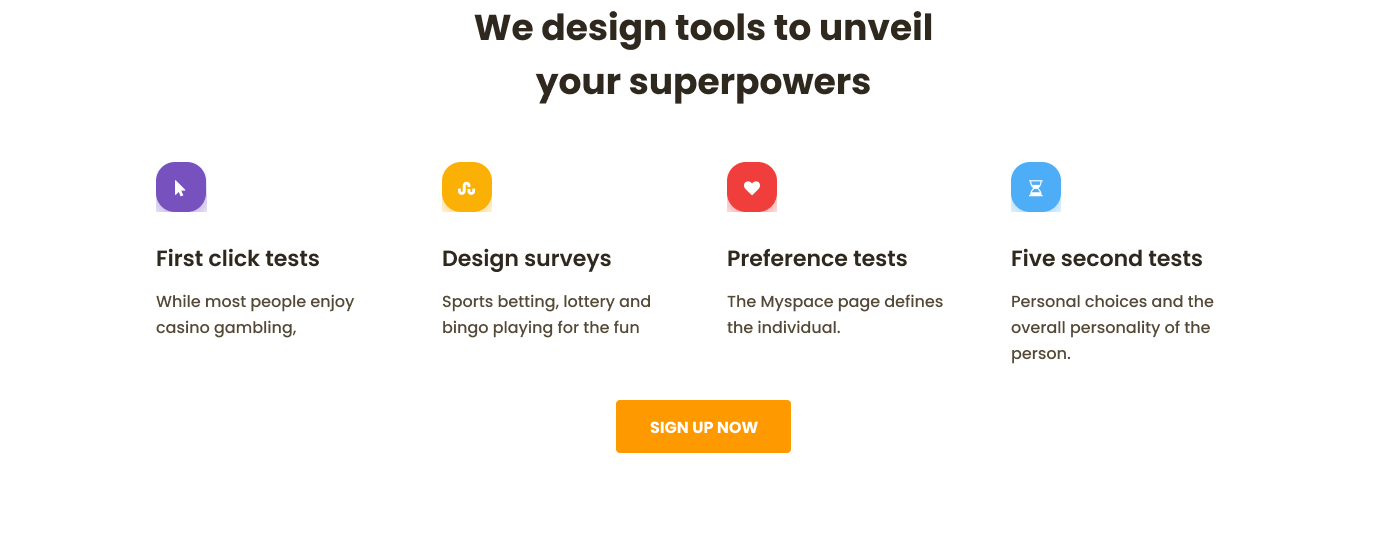 We design tools to unveil
your superpowers
First click tests
While most people enjoy
casino gambling,
Design surveys
Sports betting, lottery and
bingo playing for the fun
Preference tests
The Myspace page defines
the individual.
Five second tests
Personal choices and the
overall personality of the
person.
SIGN UP NOW